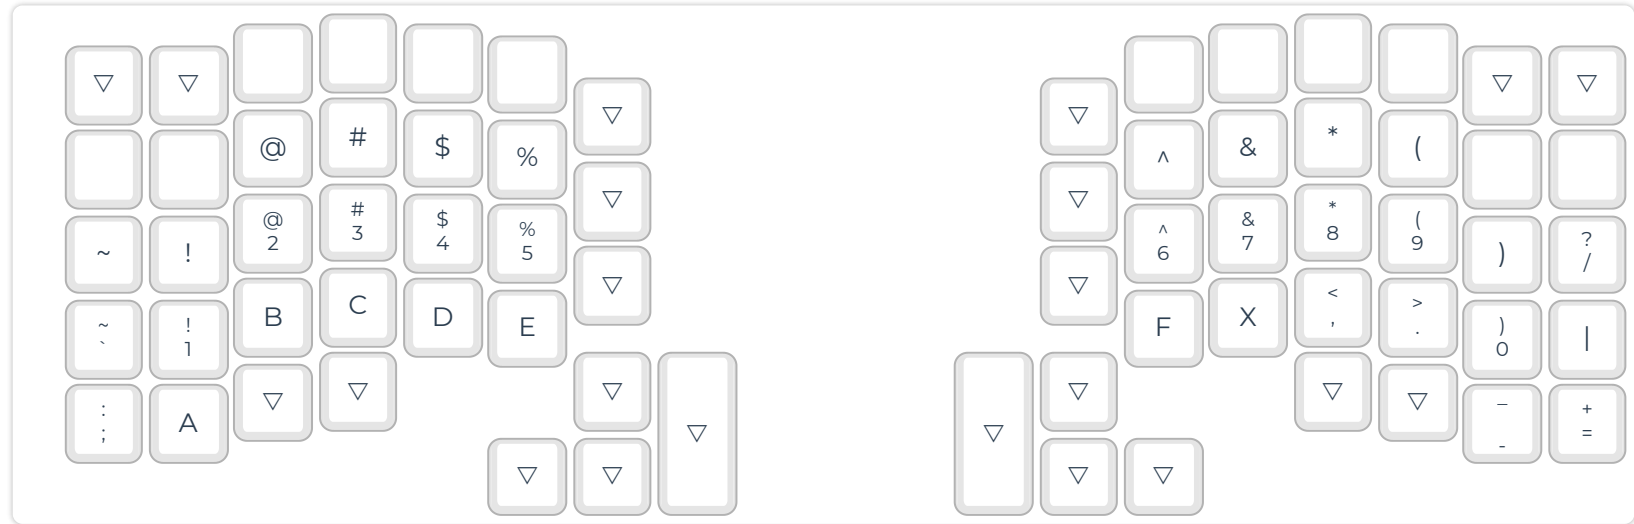 ▽ ▽ ▽ ▽ ▽ ▽
@ # $ % ^ & * (
▽ ▽
~ ! @ # $ % ^ & * ( ) ?
2 3 4 5 6 7 8 9 /
▽ ▽
~ ! B C D E F X < > ) |
` 1 , . 0
: A ▽ ▽ ▽ ▽ ▽ ▽ _ +
; - =
▽ ▽
▽ ▽ ▽ ▽